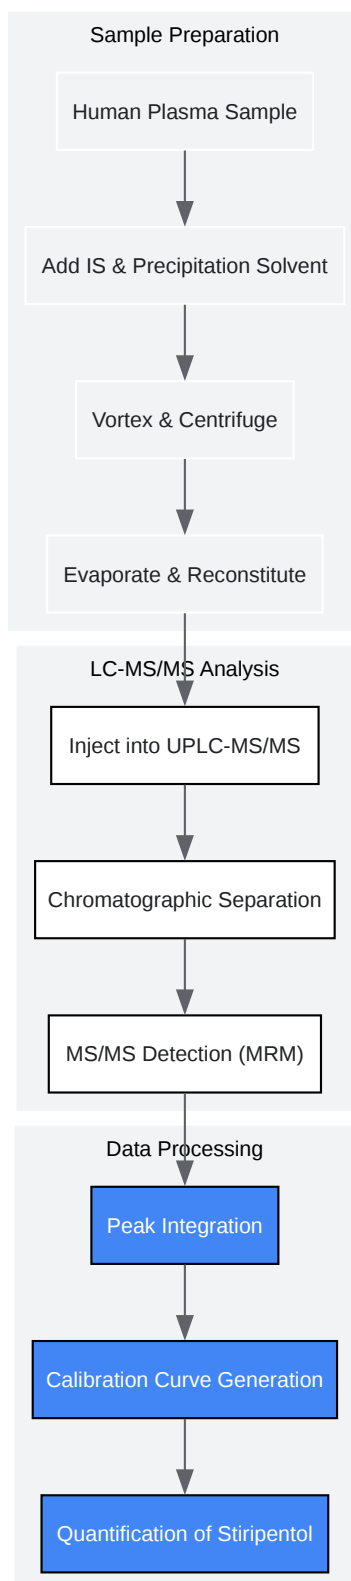 Sample Preparation
Human Plasma Sample
Add IS & Precipitation Solvent
Vortex & Centrifuge
Evaporate & Reconstitute
LC-MS/MS Analysis
Inject into UPLC-MS/MS
Chromatographic Separation
MS/MS Detection (MRM)
Data Processing
Peak Integration
Calibration Curve Generation
Quantification of Stiripentol